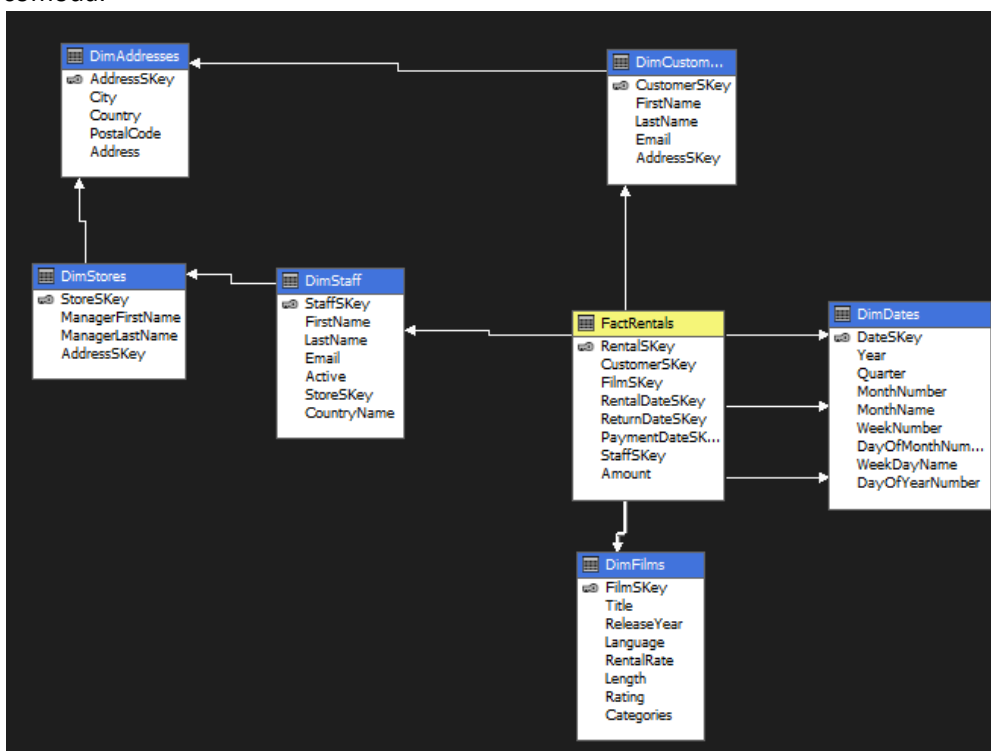 DimAddresses
AddressSKey
City
Country
PostalCode
Address
DimCustom...
CustomerSKey
FirstName
LastName
Email
AddressSKey
DimStores
StoreSKey
ManagerFirstName
ManagerLastName
AddressSKey
DimStaff
StaffSKey
FirstName
LastName
Email
Active
StoreSKey
CountryName
FactRentals
RentalSKey
CustomerSKey
FilmSKey
RentalDateSKey
ReturnDateSKey
PaymentDateSK...
StaffSKey
Amount
DimDates
DateSKey
Year
Quarter
MonthNumber
MonthName
WeekNumber
DayOfMonthNum...
WeekDayName
DayOfYearNumber
DimFilms
FilmSKey
Title
ReleaseYear
Language
RentalRate
Length
Rating
Categories